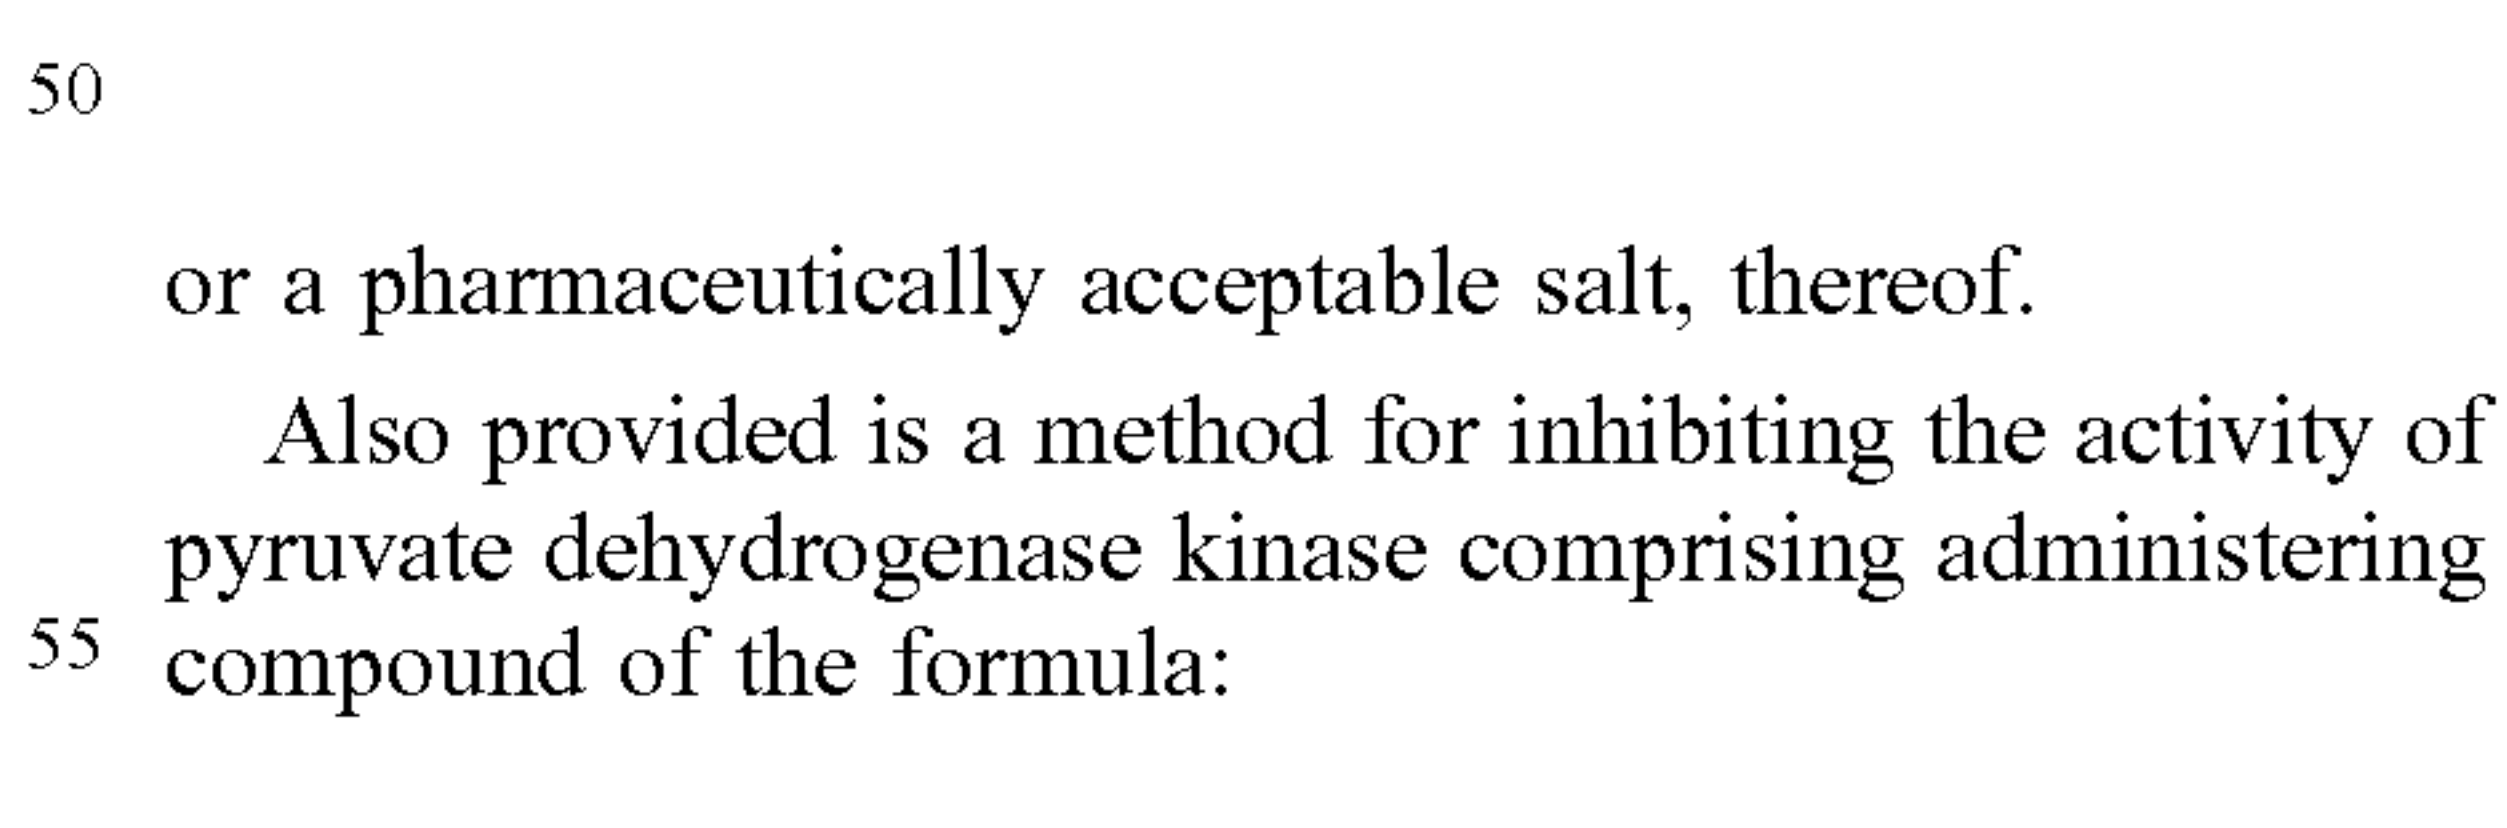 50
or a pharmaceutically acceptable salt, thereof.
Also provided is a method for inhibiting the activity of
pyruvate dehydrogenase kinase comprising administering
55 compound of the formula: